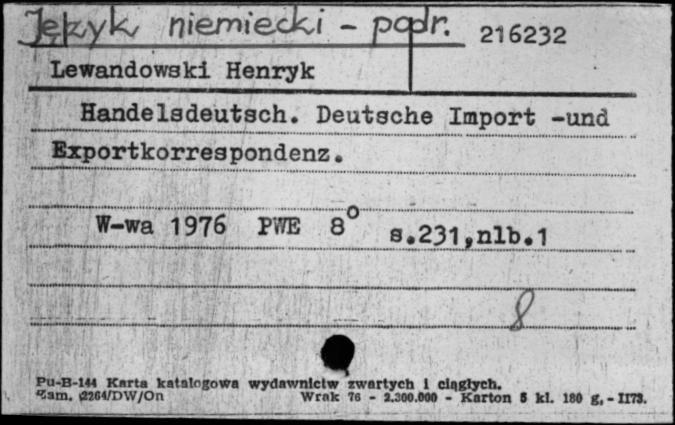 Język niemiecki - podr. 216232
Lewandowski Henryk
Handelsdeutsch. Deutsche Import -und
Exportkorrespondenz.
W-wa 1976 PWE 8° s.231,nlb.1
8
Pu-B-144 Karta katalogowa wydawnictw zwartych i ciągłych.
Zam. 2264/DW/On Wrak 76 - 2.300.000 - Karton 5 kl. 180 g. - II73.